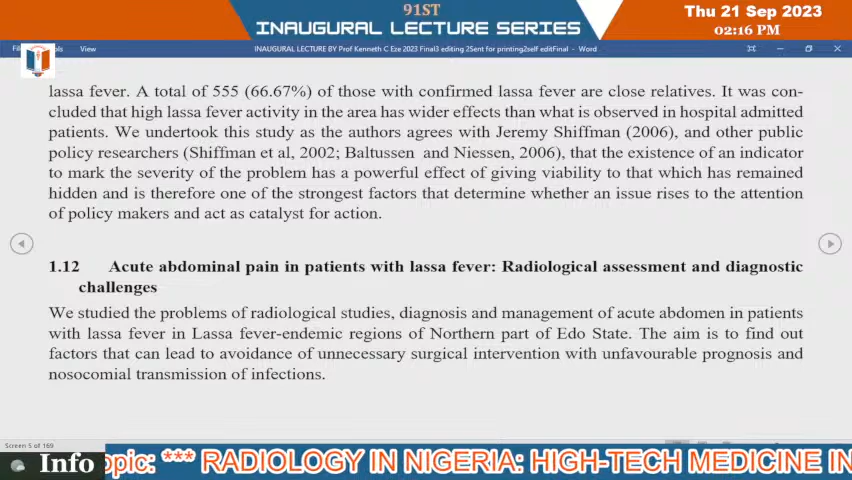 91ST
INAUGURAL LECTURE SERIES
Thu 21 Sep 2023
02:16 PM
View
INAUGURAL LECTURE BY Prof Kenneth C Eze 2023 Final3 editing 2Sent for printing2self editFinal - Word
lassa fever. A total of 555 (66.67%) of those with confirmed lassa fever are close relatives. It was con-
cluded that high lassa fever activity in the area has wider effects than what is observed in hospital admitted
patients. We undertook this study as the authors agrees with Jeremy Shiffman (2006), and other public
policy researchers (Shiffman et al, 2002; Baltussen and Niessen, 2006), that the existence of an indicator
to mark the severity of the problem has a powerful effect of giving viability to that which has remained
hidden and is therefore one of the strongest factors that determine whether an issue rises to the attention
of policy makers and act as catalyst for action.
1.12 Acute abdominal pain in patients with lassa fever: Radiological assessment and diagnostic
challenges
We studied the problems of radiological studies, diagnosis and management of acute abdomen in patients
with lassa fever in Lassa fever-endemic regions of Northern part of Edo State. The aim is to find out
factors that can lead to avoidance of unnecessary surgical intervention with unfavourable prognosis and
nosocomial transmission of infections.
Screen 5 of 169
Info
opic: *** RADIOLOGY IN NIGERIA: HIGH-TECH MEDICINE IN